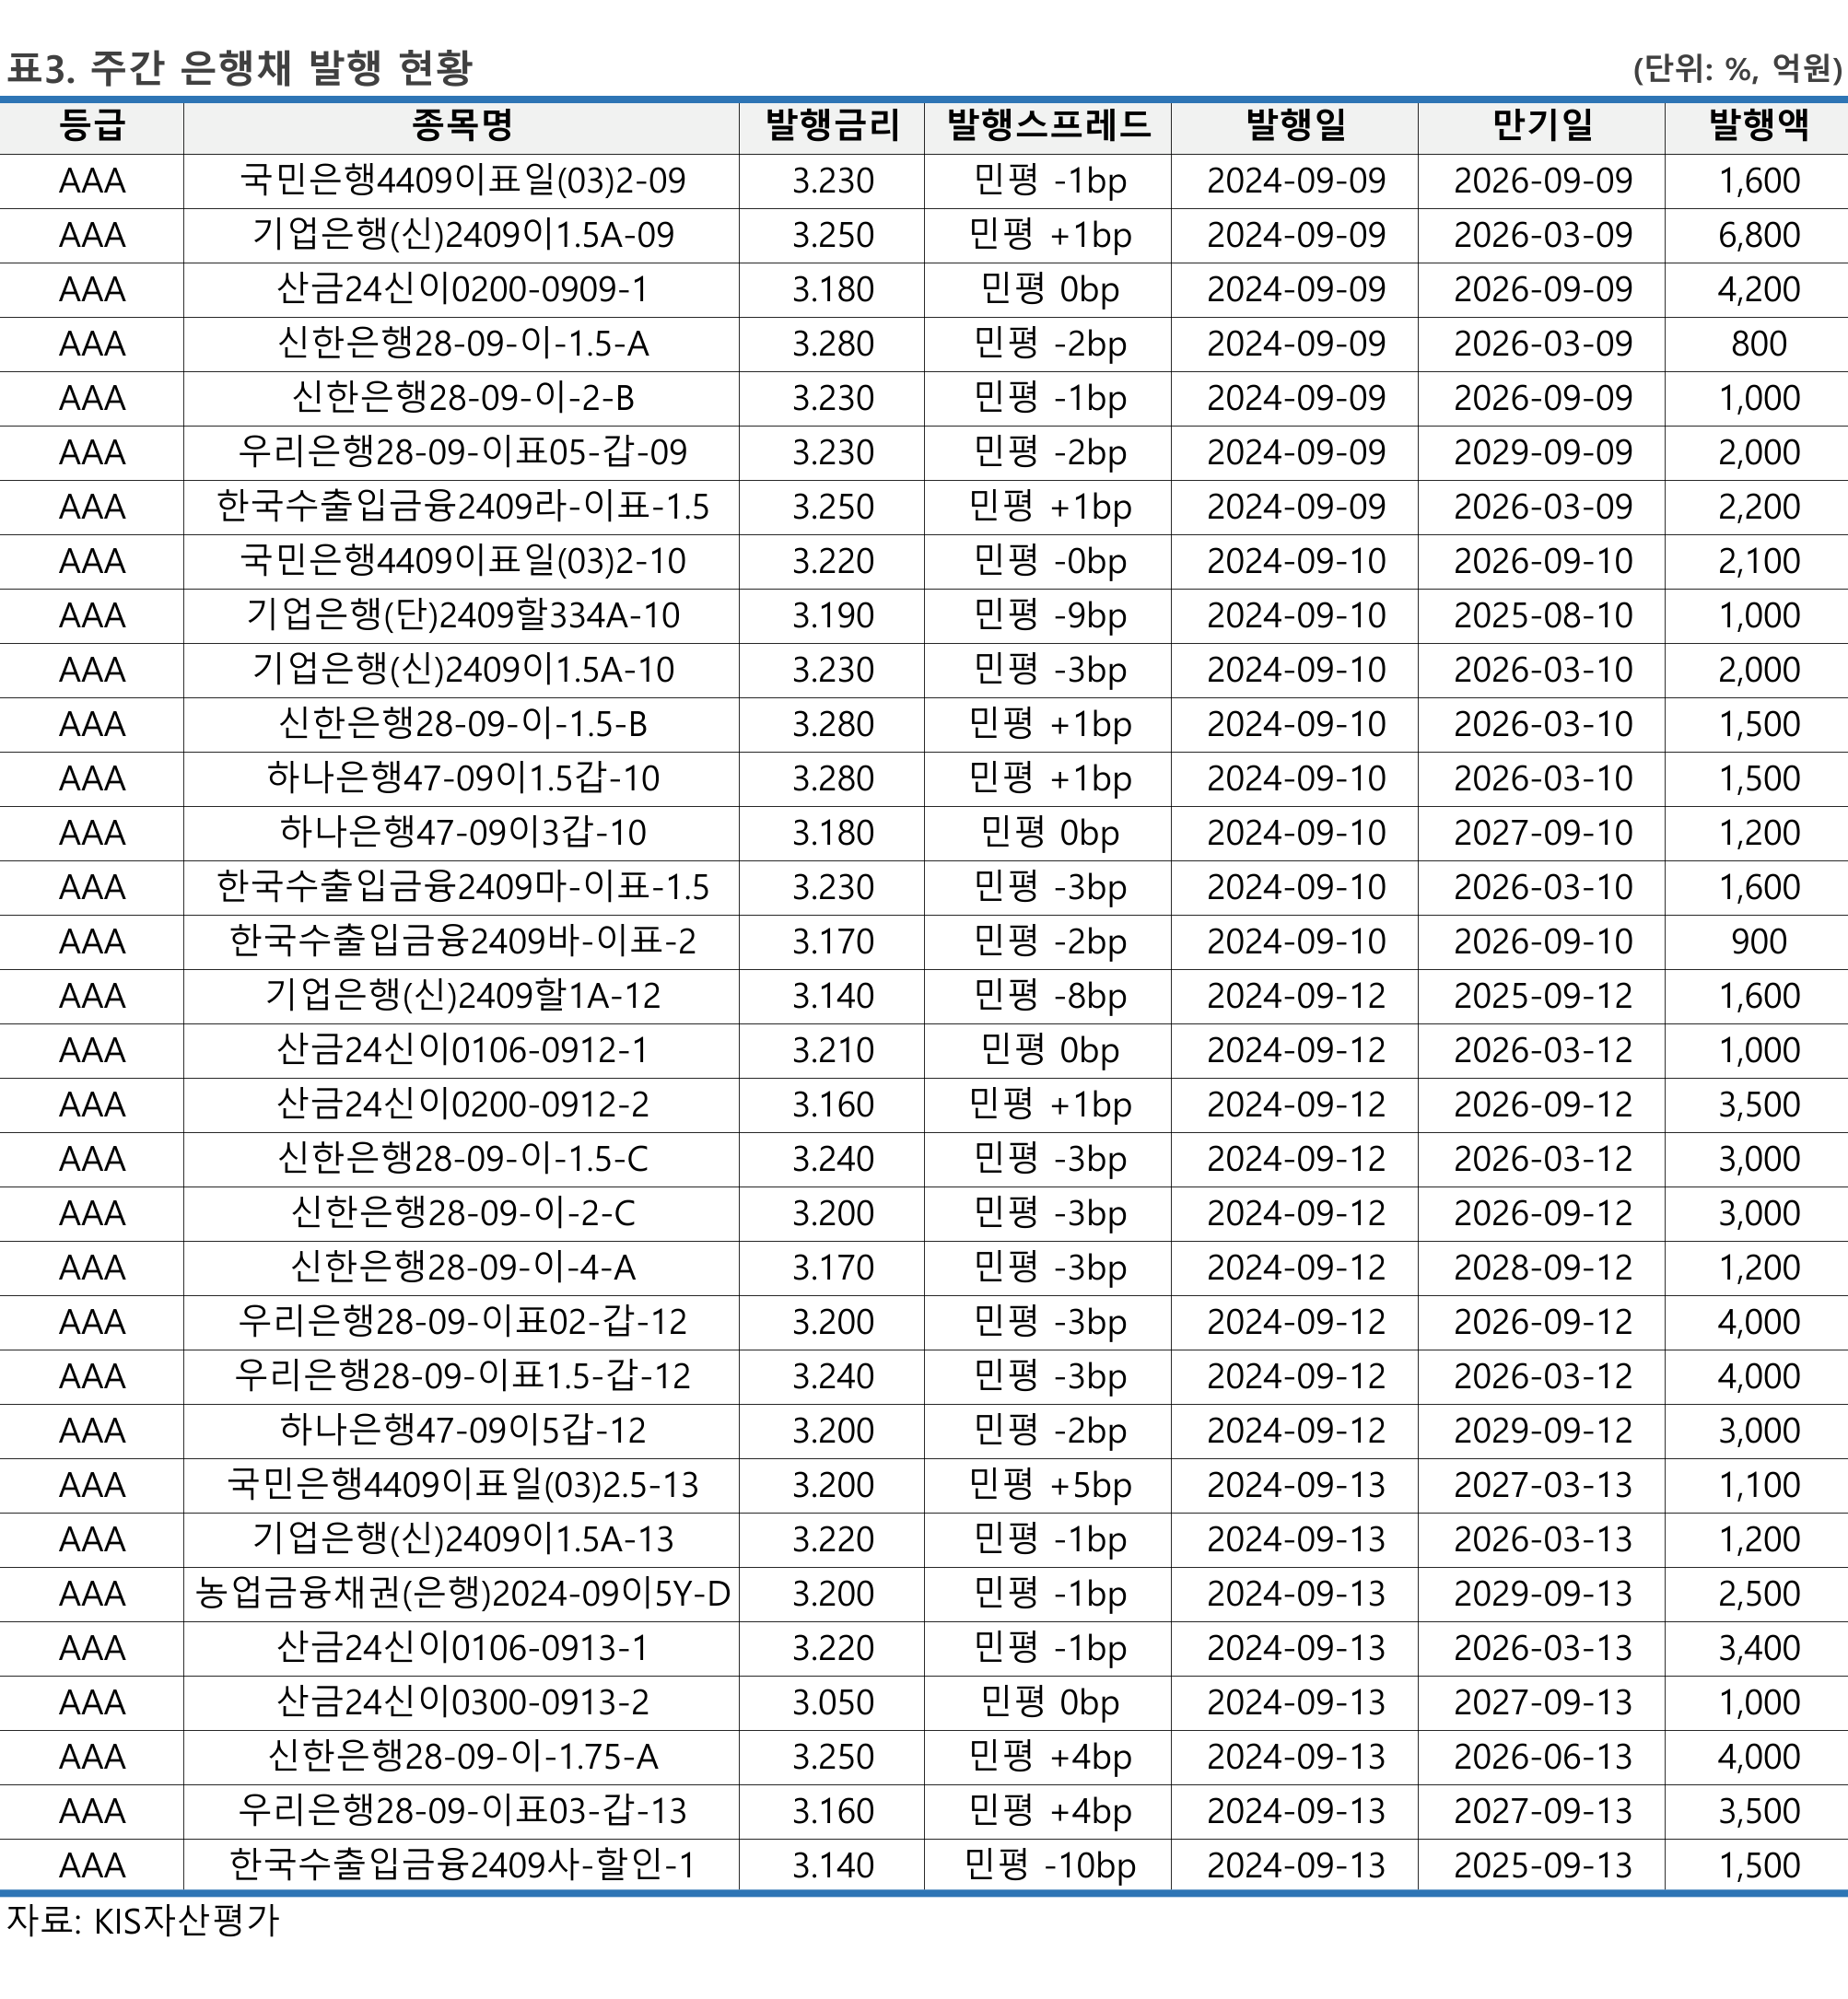 표3. 주간 은행채 발행 현황 (단위: %, 억원)
등급 종목명 발행금리 발행스프레드 발행일 만기일 발행액
AAA 국민은행4409이표일(03)2-09 3.230 민평 -1bp 2024-09-09 2026-09-09 1,600
AAA 기업은행(신)2409이1.5A-09 3.250 민평 +1bp 2024-09-09 2026-03-09 6,800
AAA 산금24신이0200-0909-1 3.180 민평 0bp 2024-09-09 2026-09-09 4,200
AAA 신한은행28-09-이-1.5-A 3.280 민평 -2bp 2024-09-09 2026-03-09 800
AAA 신한은행28-09-이-2-B 3.230 민평 -1bp 2024-09-09 2026-09-09 1,000
AAA 우리은행28-09-이표05-갑-09 3.230 민평 -2bp 2024-09-09 2029-09-09 2,000
AAA 한국수출입금융2409라-이표-1.5 3.250 민평 +1bp 2024-09-09 2026-03-09 2,200
AAA 국민은행4409이표일(03)2-10 3.220 민평 -0bp 2024-09-10 2026-09-10 2,100
AAA 기업은행(단)2409할334A-10 3.190 민평 -9bp 2024-09-10 2025-08-10 1,000
AAA 기업은행(신)2409이1.5A-10 3.230 민평 -3bp 2024-09-10 2026-03-10 2,000
AAA 신한은행28-09-이-1.5-B 3.280 민평 +1bp 2024-09-10 2026-03-10 1,500
AAA 하나은행47-09이1.5갑-10 3.280 민평 +1bp 2024-09-10 2026-03-10 1,500
AAA 하나은행47-09이3갑-10 3.180 민평 0bp 2024-09-10 2027-09-10 1,200
AAA 한국수출입금융2409마-이표-1.5 3.230 민평 -3bp 2024-09-10 2026-03-10 1,600
AAA 한국수출입금융2409바-이표-2 3.170 민평 -2bp 2024-09-10 2026-09-10 900
AAA 기업은행(신)2409할1A-12 3.140 민평 -8bp 2024-09-12 2025-09-12 1,600
AAA 산금24신이0106-0912-1 3.210 민평 0bp 2024-09-12 2026-03-12 1,000
AAA 산금24신이0200-0912-2 3.160 민평 +1bp 2024-09-12 2026-09-12 3,500
AAA 신한은행28-09-이-1.5-C 3.240 민평 -3bp 2024-09-12 2026-03-12 3,000
AAA 신한은행28-09-이-2-C 3.200 민평 -3bp 2024-09-12 2026-09-12 3,000
AAA 신한은행28-09-이-4-A 3.170 민평 -3bp 2024-09-12 2028-09-12 1,200
AAA 우리은행28-09-이표02-갑-12 3.200 민평 -3bp 2024-09-12 2026-09-12 4,000
AAA 우리은행28-09-이표1.5-갑-12 3.240 민평 -3bp 2024-09-12 2026-03-12 4,000
AAA 하나은행47-09이5갑-12 3.200 민평 -2bp 2024-09-12 2029-09-12 3,000
AAA 국민은행4409이표일(03)2.5-13 3.200 민평 +5bp 2024-09-13 2027-03-13 1,100
AAA 기업은행(신)2409이1.5A-13 3.220 민평 -1bp 2024-09-13 2026-03-13 1,200
AAA 농업금융채권(은행)2024-09이5Y-D 3.200 민평 -1bp 2024-09-13 2029-09-13 2,500
AAA 산금24신이0106-0913-1 3.220 민평 -1bp 2024-09-13 2026-03-13 3,400
AAA 산금24신이0300-0913-2 3.050 민평 0bp 2024-09-13 2027-09-13 1,000
AAA 신한은행28-09-이-1.75-A 3.250 민평 +4bp 2024-09-13 2026-06-13 4,000
AAA 우리은행28-09-이표03-갑-13 3.160 민평 +4bp 2024-09-13 2027-09-13 3,500
AAA 한국수출입금융2409사-할인-1 3.140 민평 -10bp 2024-09-13 2025-09-13 1,500
자료: KIS자산평가